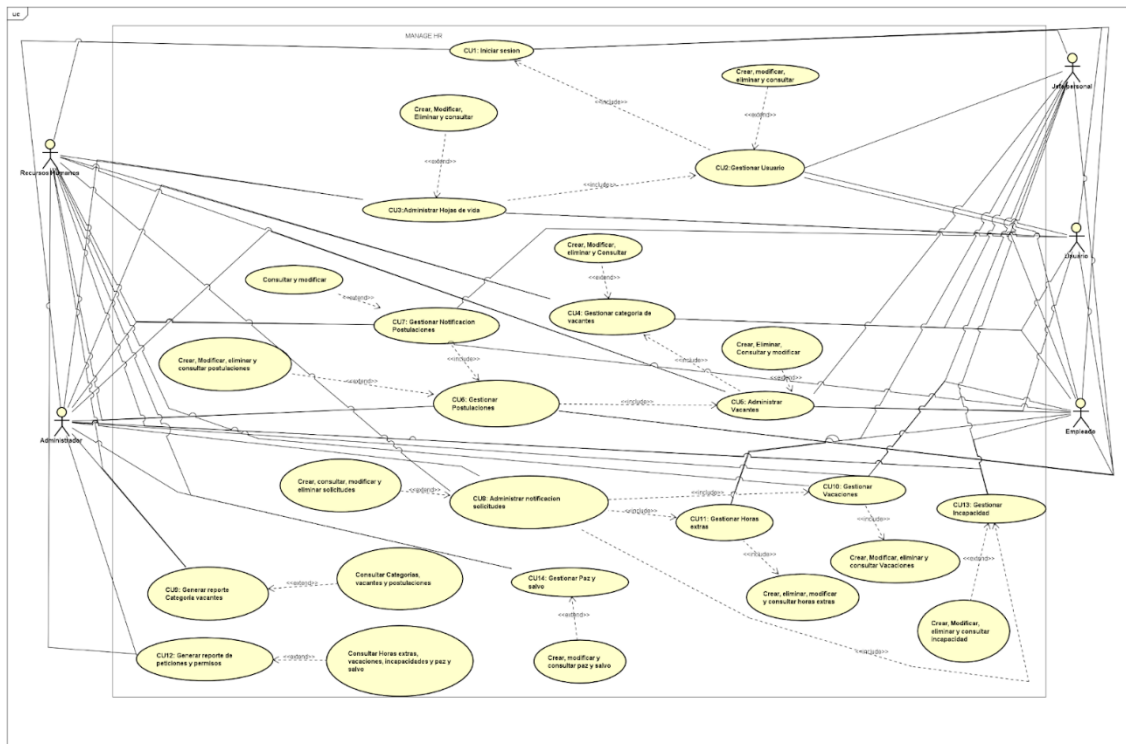 uc
MANAGE HR
CU1: Iniciar sesion
Crear, modificar,
eliminar y consultar
<<include>>
Crear, Modificar,
Eliminar y consultar
<<extend>>
<<extend>>
Jefe personal
Recursos Humanos
CU2:Gestionar Usuario
<<include>>
CU3:Administrar Hojas de vida
Usuario
Crear, Modificar,
eliminar y Consultar
Consultar y modificar
<<extend>>
<<extend>>
CU4: Gestionar categoria de
vacantes
CU7: Gestionar Notificacion
Postulaciones
Crear, Eliminar,
Consultar y modificar
<<include>>
<<include>>
Crear, Modificar, eliminar y
consultar postulaciones
<<extend>>
<<extend>>
CU6: Gestionar
Postulaciones
<<include>>
CU5: Administrar
Vacantes
Administrador
Empleado
Crear, consultar, modificar y
eliminar solicitudes
<<extend>>
CU8: Administrar notificacion
solicitudes
<<include>>
CU10: Gestionar
Vacaciones
CU13: Gestionar
Incapacidad
<<include>>
CU11: Gestionar Horas
extras
<<include>>
<<include>>
Crear, Modificar, eliminar y
consultar Vacaciones
<<extend>>
CU9: Generar reporte
Categoria vacantes
<<extend>>
Consultar Categorias,
vacantes y postulaciones
CU14: Gestionar Paz y
salvo
Crear, eliminar, modificar
y consultar horas extras
<<extend>>
Crear, Modificar,
eliminar y consultar
incapacidad
CU12: Generar reporte de
peticiones y permisos
<<extend>>
Consultar Horas extras,
vacaciones, incapacidades y paz y
salvo
Crear, modificar y
consultar paz y salvo
<<include>>